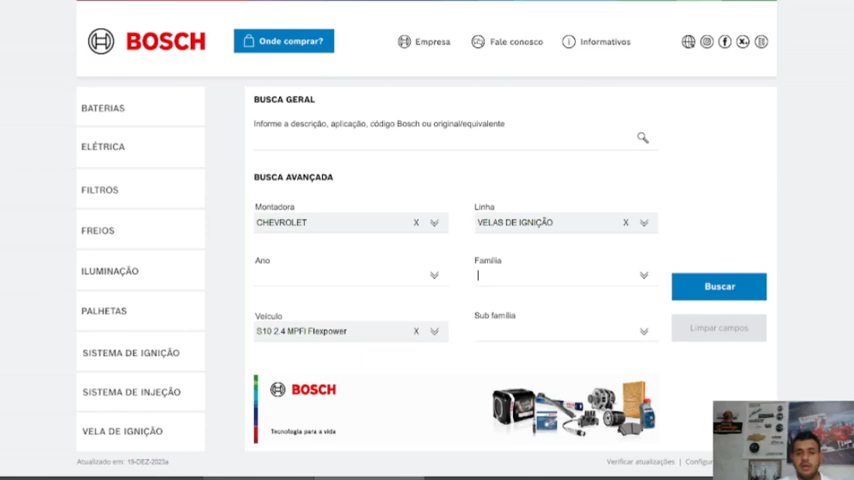 BOSCH
Onde comprar?
Empresa
Fale conosco
Informativos
BATERIAS
ELÉTRICA
FILTROS
FREIOS
ILUMINAÇÃO
PALHETAS
SISTEMA DE IGNIÇÃO
SISTEMA DE INJEÇÃO
VELA DE IGNIÇÃO
BUSCA GERAL
Informe a descrição, aplicação, código Bosch ou original/equivalente
BUSCA AVANÇADA
Montadora
CHEVROLET X
Linha
VELAS DE IGNIÇÃO X
Ano
Família
Veículo
S10 2.4 MPFI Flexpower X
Sub família
Buscar
Limpar campos
BOSCH
Tecnologia para a vida
Atualizado em: 19-DEZ-2023a
Verificar atualizações | Configur